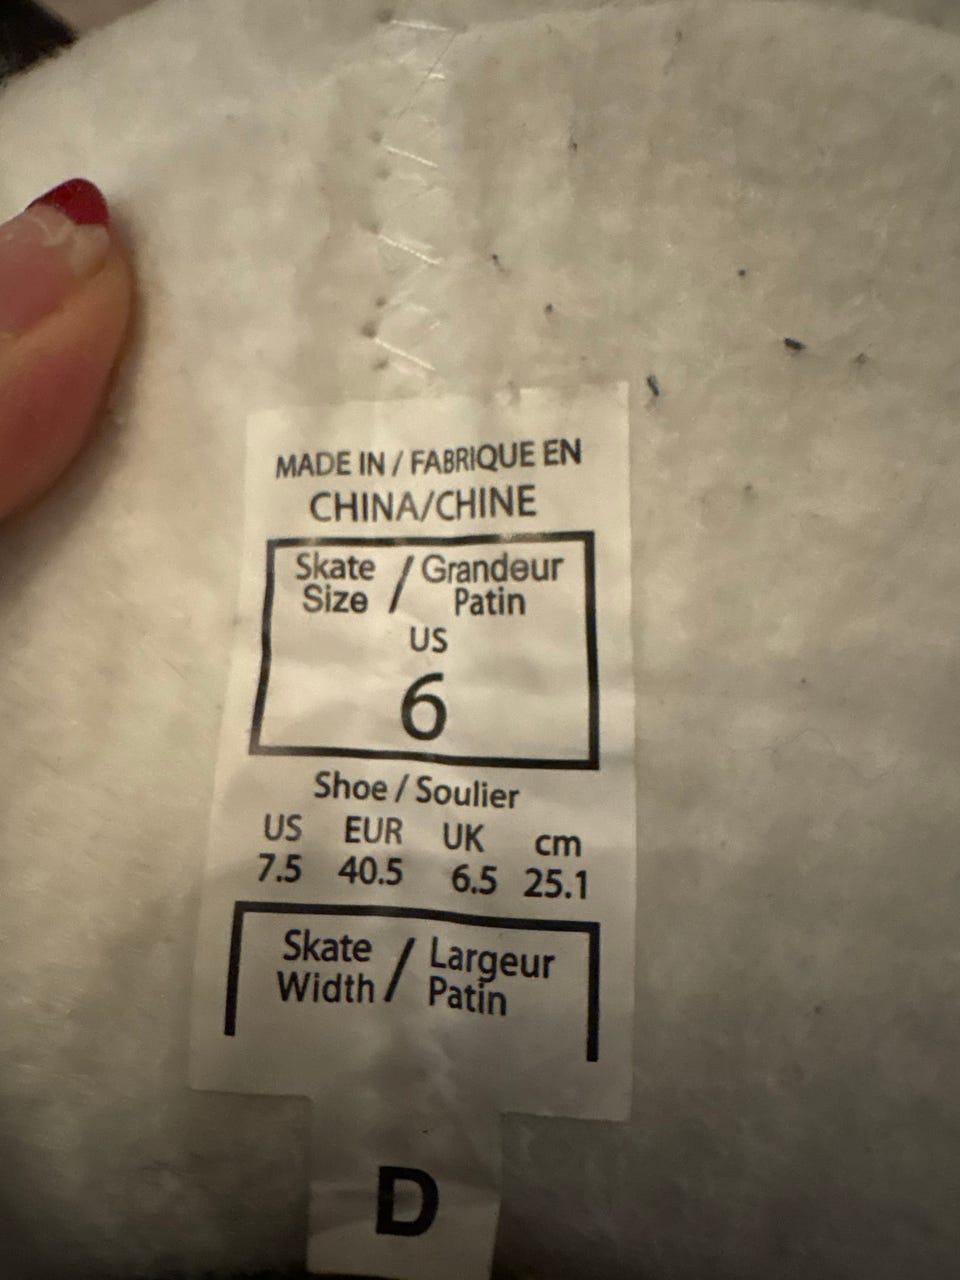 MADE IN / FABRIQUE EN
CHINA/CHINE
Skate / Grandeur
Size Patin
US
6
Shoe / Soulier
US EUR UK cm
7.5 40.5 6.5 25.1
Skate / Largeur
Width Patin
D